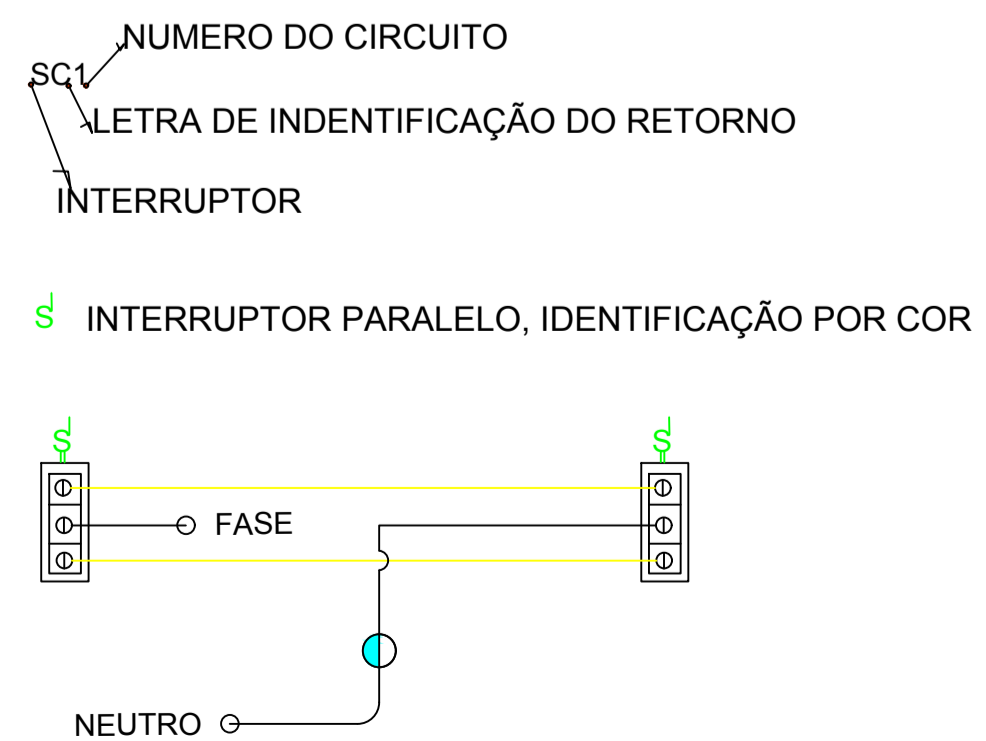 NUMERO DO CIRCUITO
SC1
LETRA DE INDENTIFICAÇÃO DO RETORNO
INTERRUPTOR
S INTERRUPTOR PARALELO, IDENTIFICAÇÃO POR COR
S S
FASE
NEUTRO